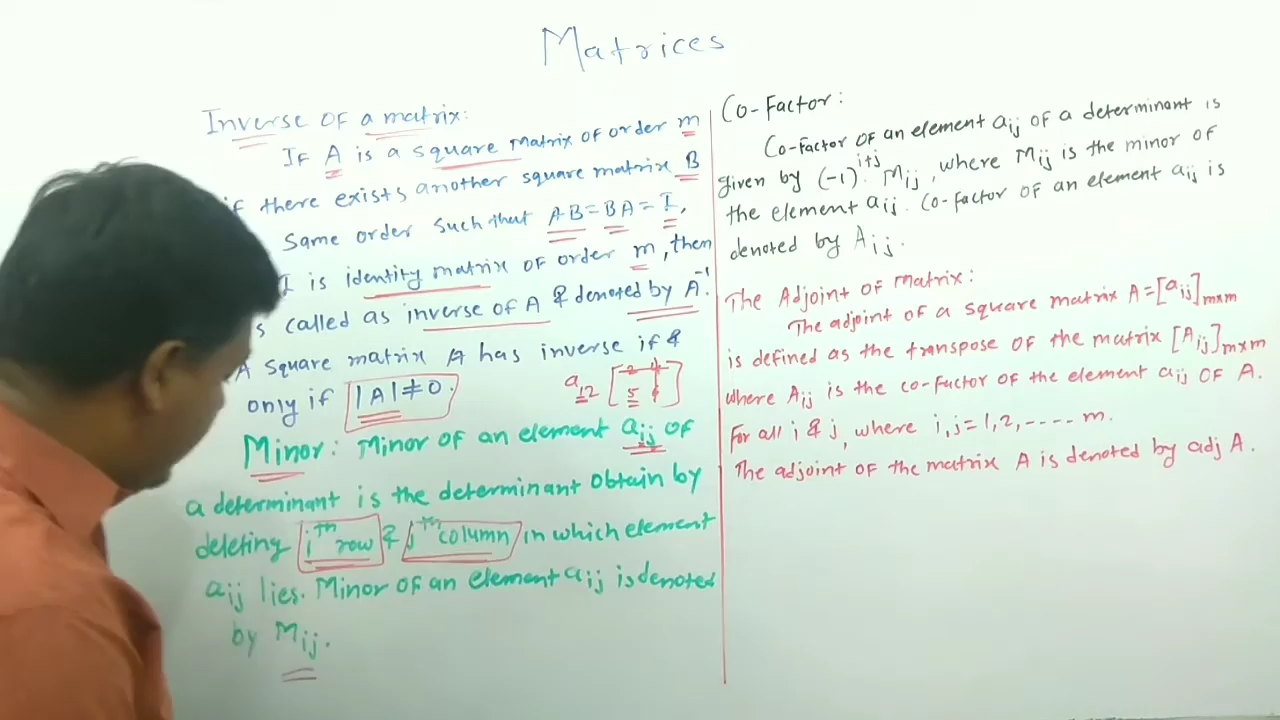 Matrices
Inverse of a matrix:
If A is a square matrix of order m
if there exists another square matrix B
same order such that AB=BA=I,
I is identity matrix of order m, then
is called as inverse of A & denoted by A⁻¹.
A square matrix A has inverse if &
only if |A|≠0.
a₁₂ [2 4
5
Minor: Minor of an element aᵢⱼ of
a determinant is the determinant obtain by
deleting iᵗʰ row & jᵗʰ column in which element
aᵢⱼ lies. Minor of an element aᵢⱼ is denoted
by Mᵢⱼ.
Co-Factor:
Co-factor of an element aᵢⱼ of a determinant is
given by (-1)ⁱ⁺ʲ. Mᵢⱼ, where Mᵢⱼ is the minor of
the element aᵢⱼ. Co-factor of an element aᵢⱼ is
denoted by Aᵢⱼ.
The Adjoint of Matrix:
The adjoint of a square matrix A=[aᵢⱼ]m×m
is defined as the transpose of the matrix [Aᵢⱼ]m×m
where Aᵢⱼ is the co-factor of the element aᵢⱼ of A.
For all i & j, where i,j=1,2,----- m.
The adjoint of the matrix A is denoted by adj A.